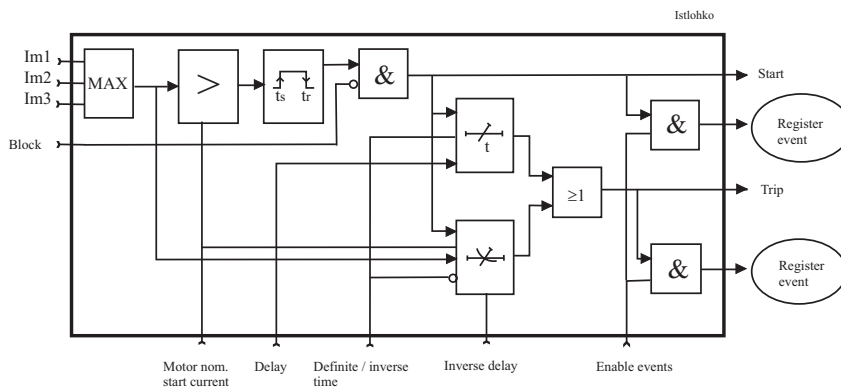 Istlohko
Im1
Im2
Im3
MAX
>
ts
tr
&
Start
Block
t
&
Register
event
≥1
Trip
&
Register
event
Motor nom.
start current
Delay
Definite / inverse
time
Inverse delay
Enable events